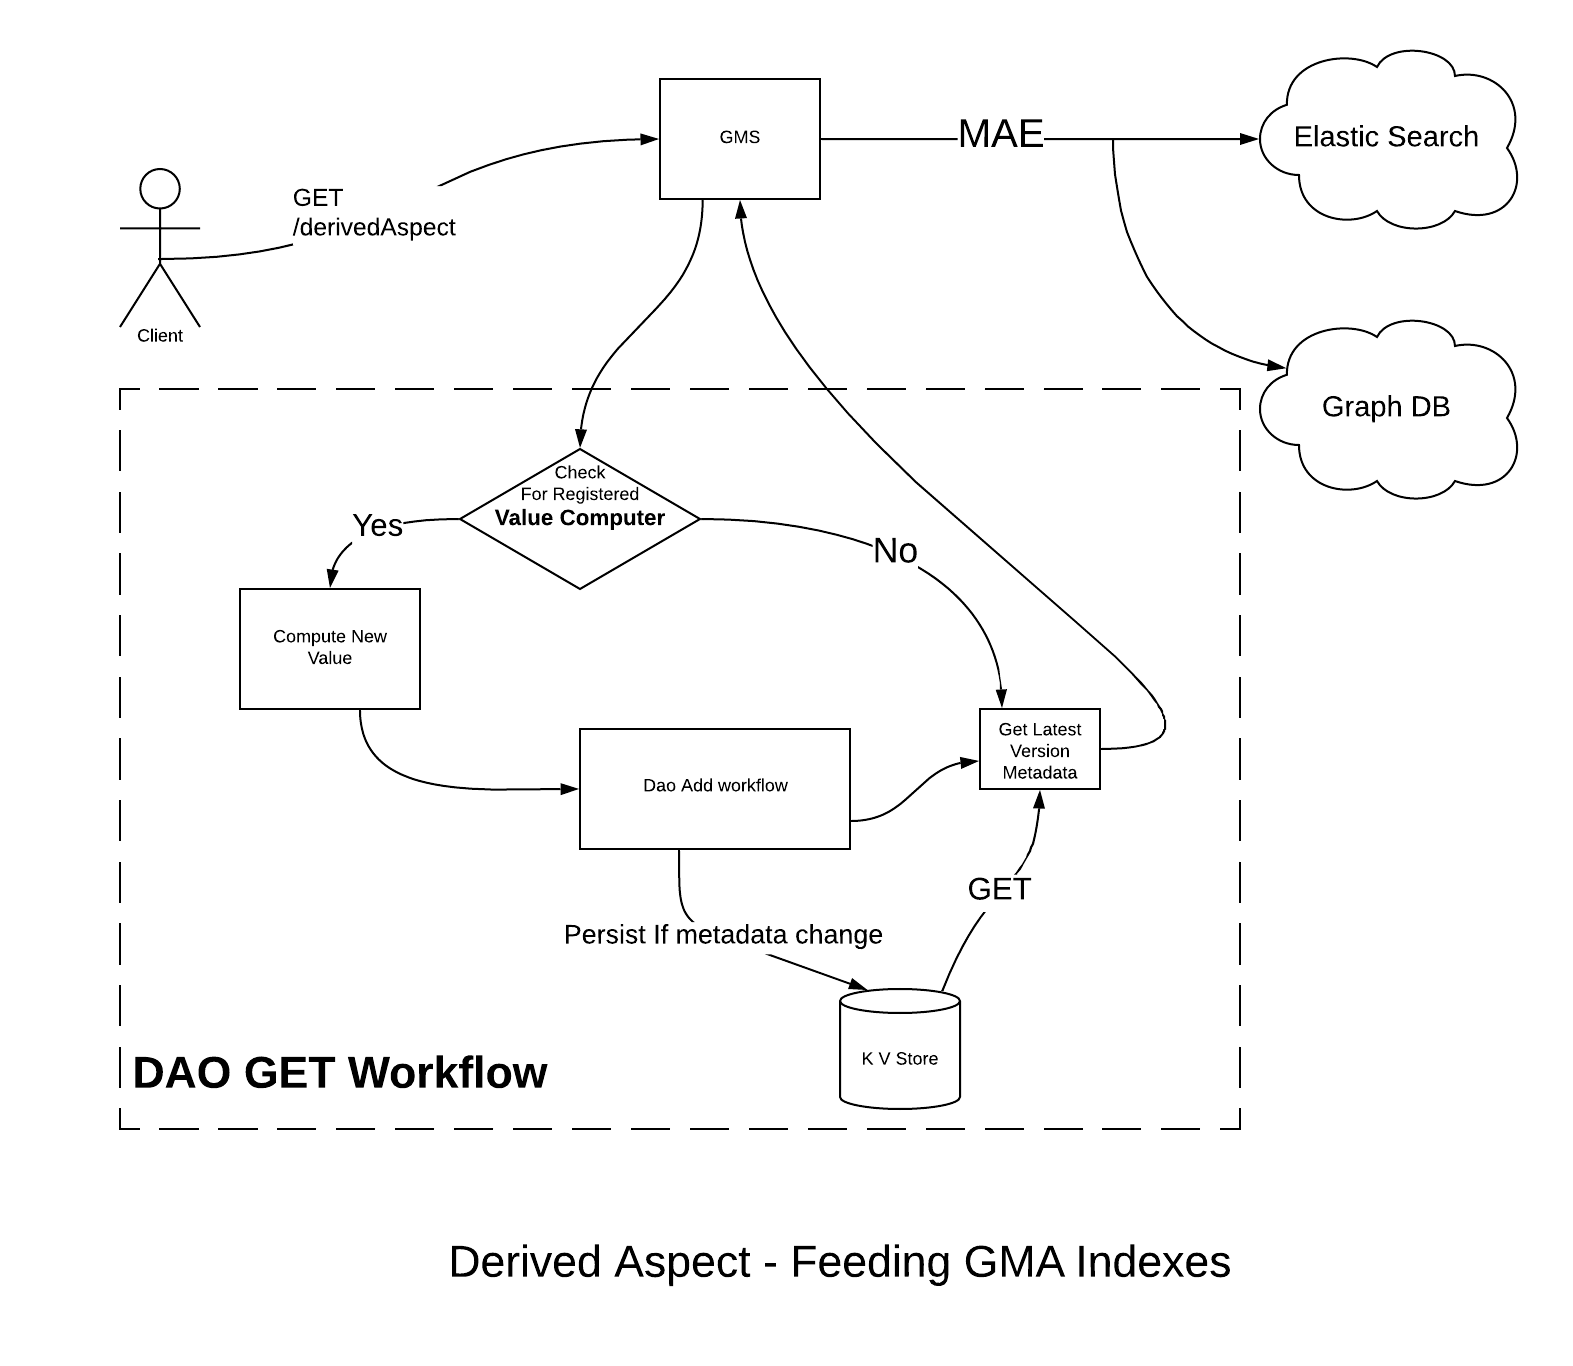 GMS
MAE
Elastic Search
GET
/derivedAspect
Client
Graph DB
Check
For Registered
Value Computer
Yes
No
Compute New
Value
Get Latest
Version
Metadata
Dao Add workflow
GET
Persist If metadata change
K V Store
DAO GET Workflow
Derived Aspect - Feeding GMA Indexes